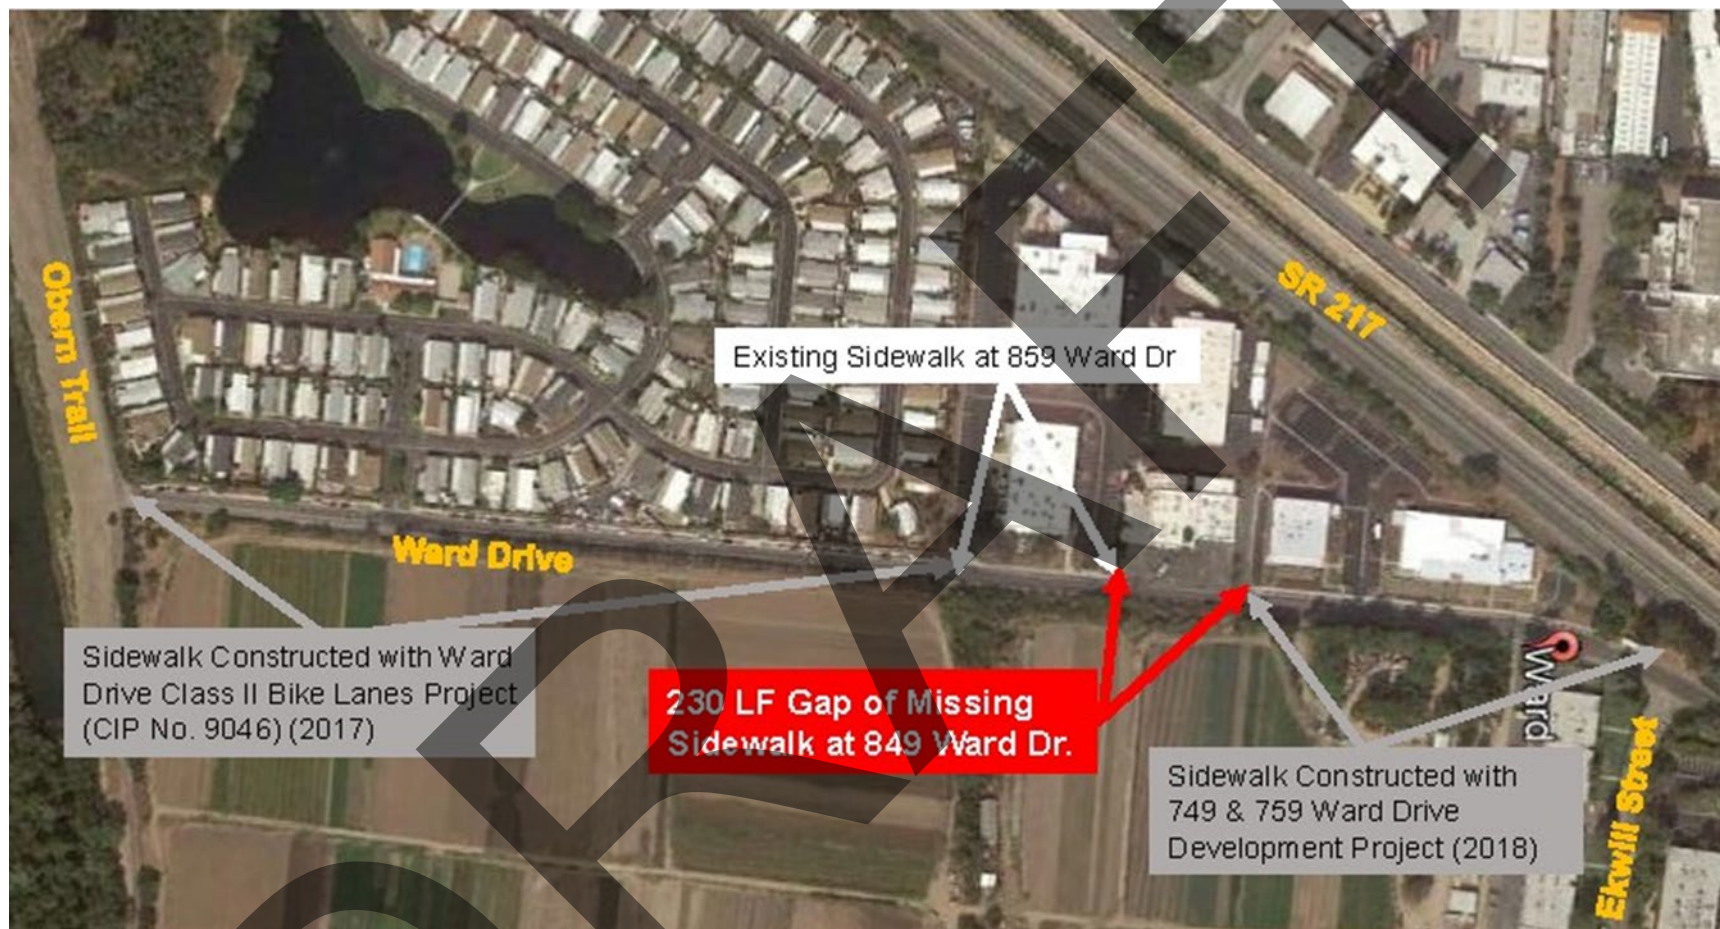 SR 217
Obern Trail
Existing Sidewalk at 859 Ward Dr
Ward Drive
Sidewalk Constructed with Ward
Drive Class II Bike Lanes Project
(CIP No. 9046) (2017)
230 LF Gap of Missing
Sidewalk at 849 Ward Dr.
Ward
Sidewalk Constructed with
749 & 759 Ward Drive
Development Project (2018)
Ekwill Street
DRAFT